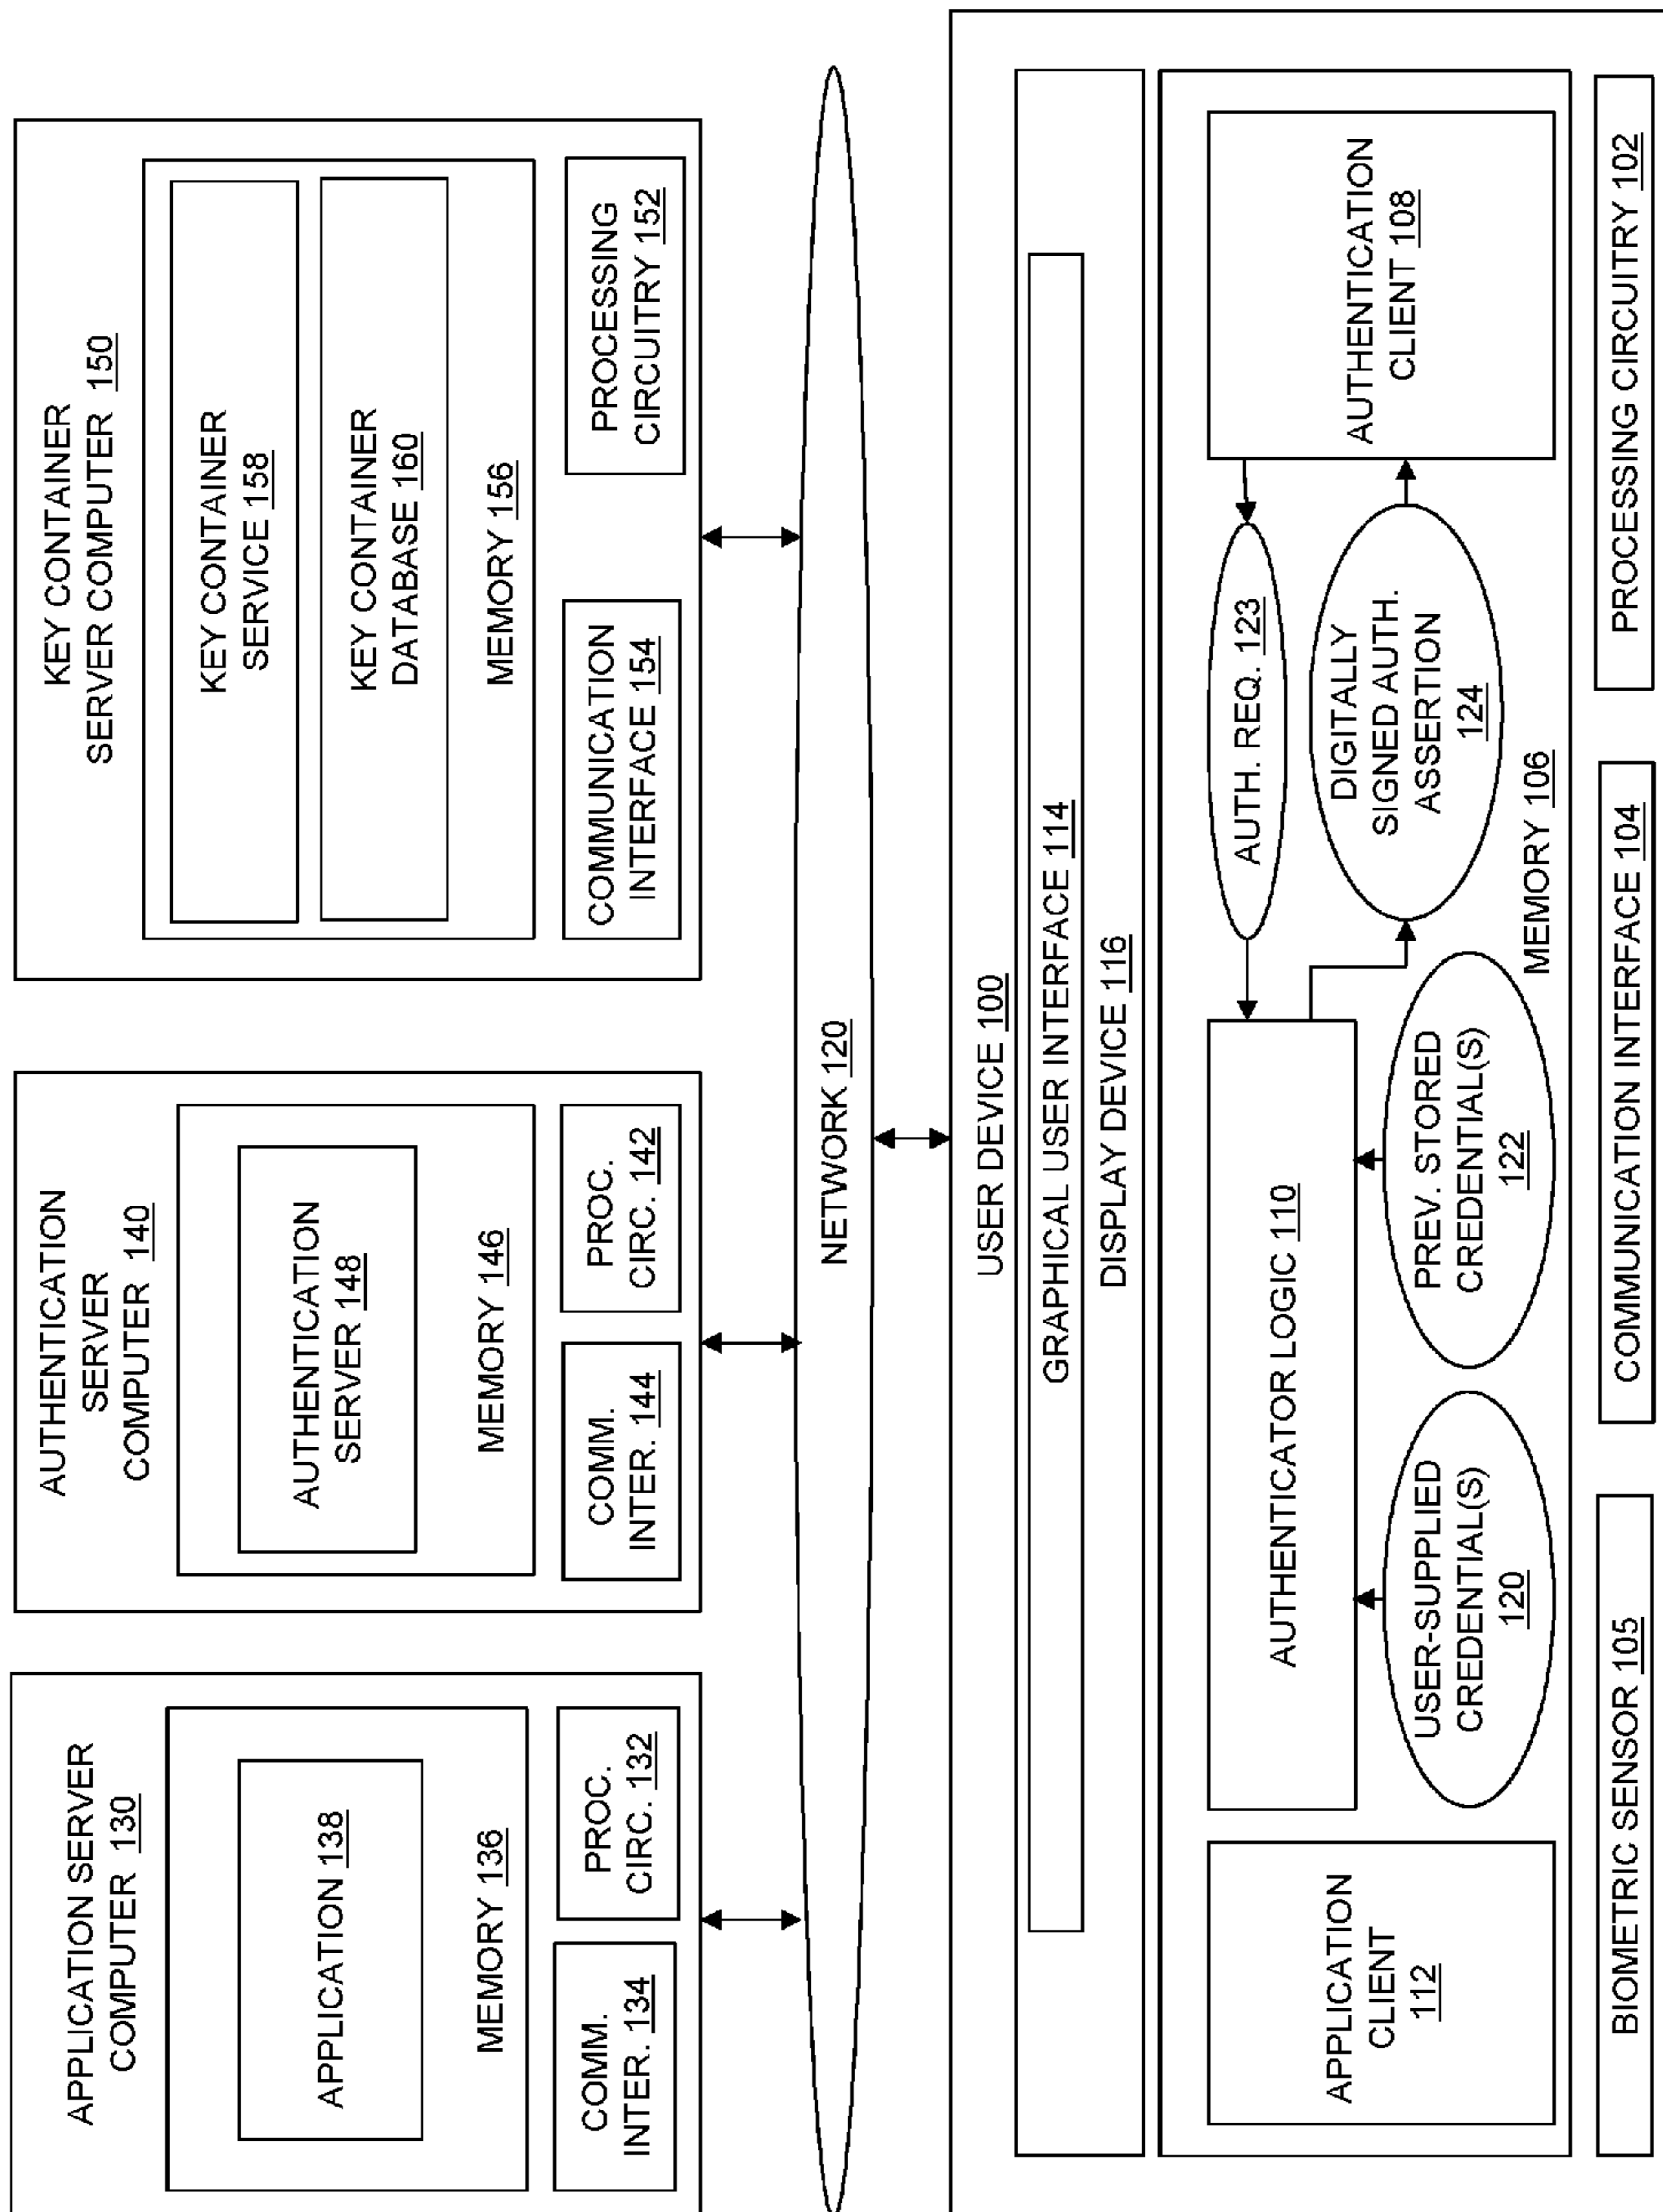 APPLICATION SERVER
COMPUTER 130
APPLICATION 138
MEMORY 136
COMM.
INTER. 134
PROC.
CIRC. 132
AUTHENTICATION
SERVER
COMPUTER 140
AUTHENTICATION
SERVER 148
MEMORY 146
COMM.
INTER. 144
PROC.
CIRC. 142
KEY CONTAINER
SERVER COMPUTER 150
KEY CONTAINER
SERVICE 158
KEY CONTAINER
DATABASE 160
MEMORY 156
COMMUNICATION
INTERFACE 154
PROCESSING
CIRCUITRY 152
NETWORK 120
USER DEVICE 100
GRAPHICAL USER INTERFACE 114
DISPLAY DEVICE 116
APPLICATION
CLIENT
112
AUTHENTICATOR LOGIC 110
USER-SUPPLIED
CREDENTIAL(S)
120
PREV. STORED
CREDENTIAL(S)
122
AUTH. REQ. 123
DIGITALLY
SIGNED AUTH.
ASSERTION
124
AUTHENTICATION
CLIENT 108
MEMORY 106
BIOMETRIC SENSOR 105
COMMUNICATION INTERFACE 104
PROCESSING CIRCUITRY 102